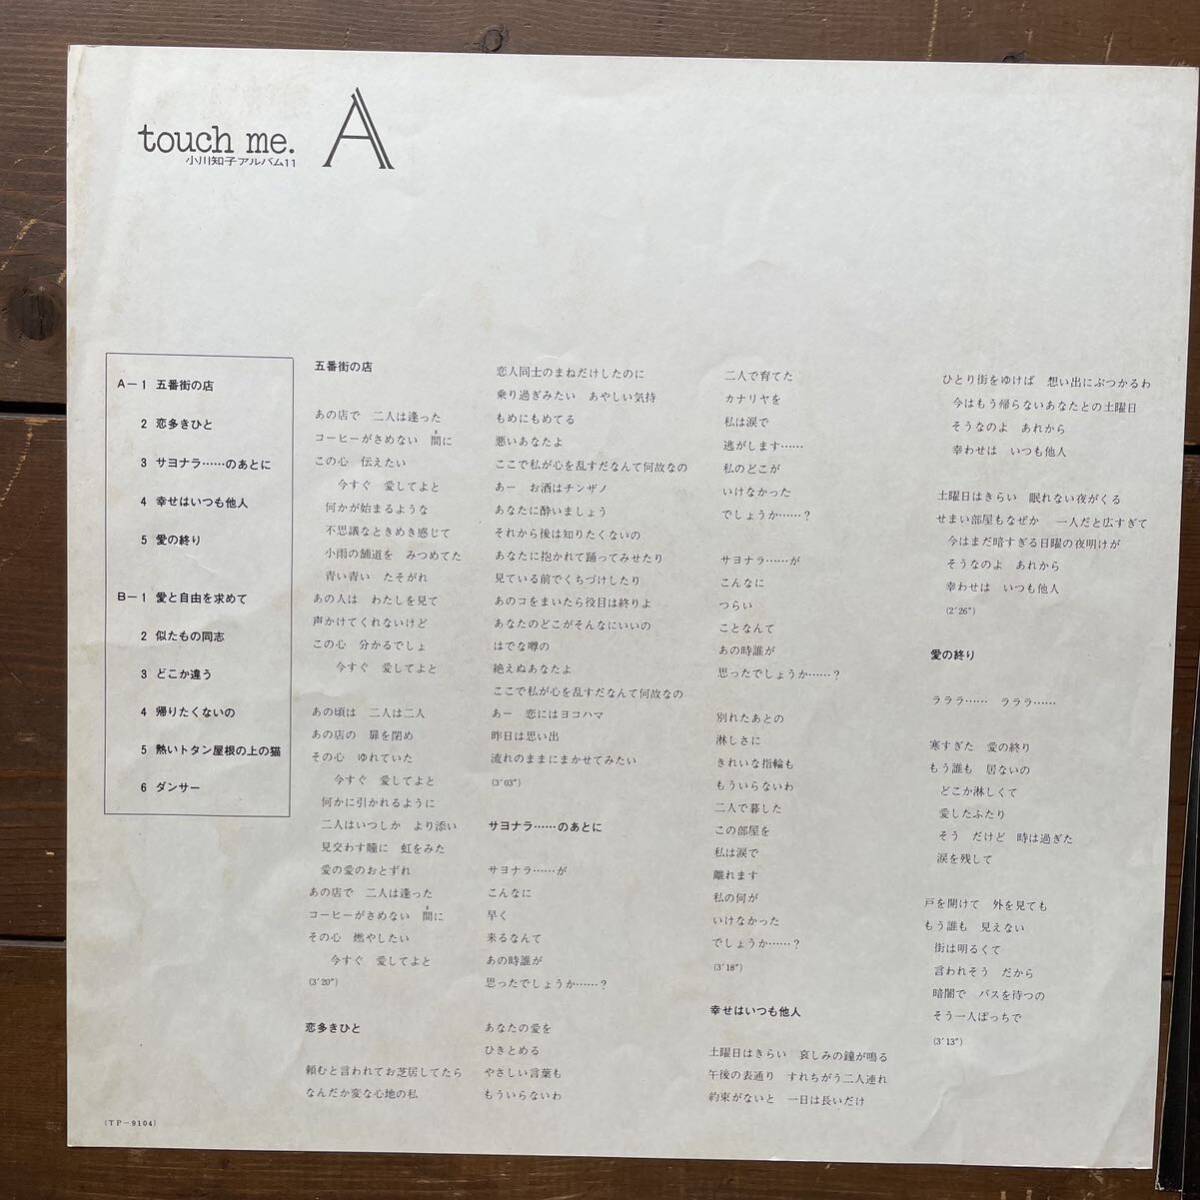 touch me.
小川知子アルバム11
A
A－1 五番街の店
2 恋多きひと
3 サヨナラ……のあとに
4 幸せはいつも他人
5 愛の終り
B－1 愛と自由を求めて
2 似たもの同志
3 どこか違う
4 帰りたくないの
5 熱いトタン屋根の上の猫
6 ダンサー
五番街の店
あの店で　二人は逢った
コーヒーがさめない　間に
この心　伝えたい
今すぐ　愛してよと
何かが始まるような
不思議なときめき感じて
小雨の舗道を　みつめてた
青い青い　たそがれ
あの人は　わたしを見て
声かけてくれないけど
この心　分かるでしょ
今すぐ　愛してよと
あの頃は　二人は二人
あの店の　扉を閉め
その心　ゆれていた
今すぐ　愛してよと
何かに引かれるように
二人はいつしか　より添い
見交わす瞳に　虹をみた
愛の愛のおとずれ
あの店で　二人は逢った
コーヒーがさめない　間に
その心　燃やしたい
今すぐ　愛してよと
(3′20″)
恋多きひと
頼むと言われてお芝居してたら
なんだか変な心地の私
恋人同士のまねだけしたのに
乗り過ぎみたい　あやしい気持
もめにもめてる
悪いあなたよ
ここで私が心を乱すだなんて何故なの
あー　お酒はチンザノ
あなたに酔いましょう
それから後は知りたくないの
あなたに抱かれて踊ってみせたり
見ている前でくちづけしたり
あのコをまいたら役目は終りよ
あなたのどこがそんなにいいの
はでな噂の
絶えぬあなたよ
ここで私が心を乱すだなんて何故なの
あー　恋にはヨコハマ
昨日は思い出
流れのままにまかせてみたい
(3′03″)
サヨナラ……のあとに
サヨナラ……が
こんなに
早く
来るなんて
あの時誰が
思ったでしょうか……？
あなたの愛を
ひきとめる
やさしい言葉も
もういらないわ
二人で育てた
カナリヤを
私は涙で
逃がします……
私のどこが
いけなかった
でしょうか……？
サヨナラ……が
こんなに
つらい
ことなんて
あの時誰が
思ったでしょうか……？
別れたあとの
淋しさに
きれいな指輪も
もういらないわ
二人で暮した
この部屋を
私は涙で
離れます
私の何が
いけなかった
でしょうか……？
(3′18″)
幸せはいつも他人
土曜日はきらい　哀しみの鐘が鳴る
午後の表通り　すれちがう二人連れ
約束がないと　一日は長いだけ
ひとり街をゆけば　想い出にぶつかるわ
今はもう帰らないあなたとの土曜日
そうなのよ　あれから
幸わせは　いつも他人
土曜日はきらい　眠れない夜がくる
せまい部屋もなぜか　一人だと広すぎて
今はまだ暗すぎる日曜の夜明けが
そうなのよ　あれから
幸わせは　いつも他人
(2′26″)
愛の終り
ラララ……　ラララ……
寒すぎた　愛の終り
もう誰も　居ないの
どこか淋しくて
愛したふたり
そう　だけど　時は過ぎた
涙を残して
戸を開けて　外を見ても
もう誰も　見えない
街は明るくて
言われそう　だから
暗闇で　バスを待つの
そう一人ぼっちで
(3′13″)
(TP－9104)